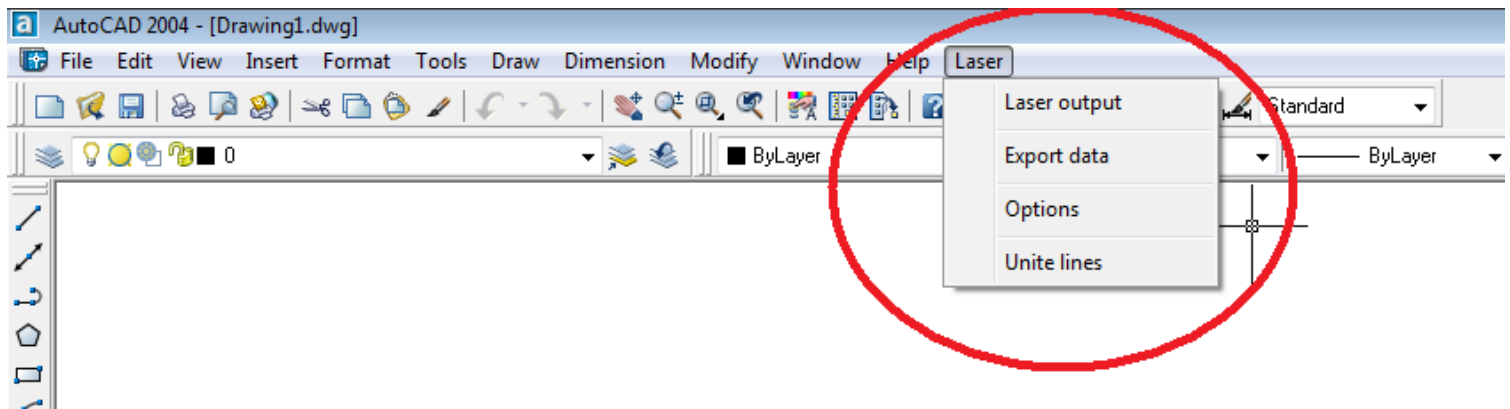 AutoCAD 2004 - [Drawing1.dwg]
File Edit View Insert Format Tools Draw Dimension Modify Window Help Laser
Laser output
Standard
0 ByLayer ByLayer
Export data
Options
Unite lines